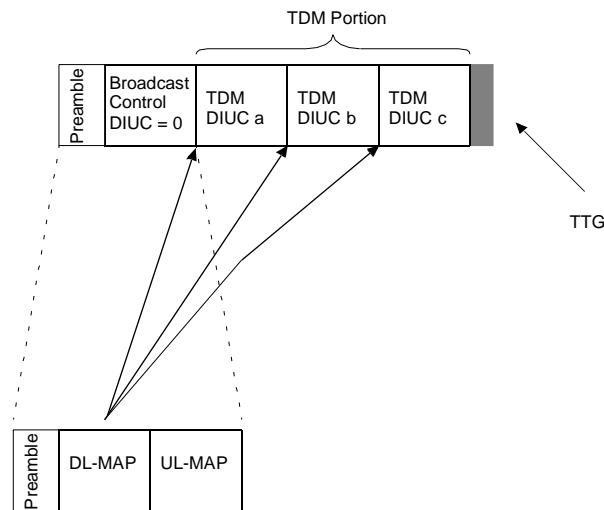 TDM Portion
Preamble
Broadcast
Control
DIUC = 0
TDM
DIUC a
TDM
DIUC b
TDM
DIUC c
TTG
Preamble
DL-MAP
UL-MAP